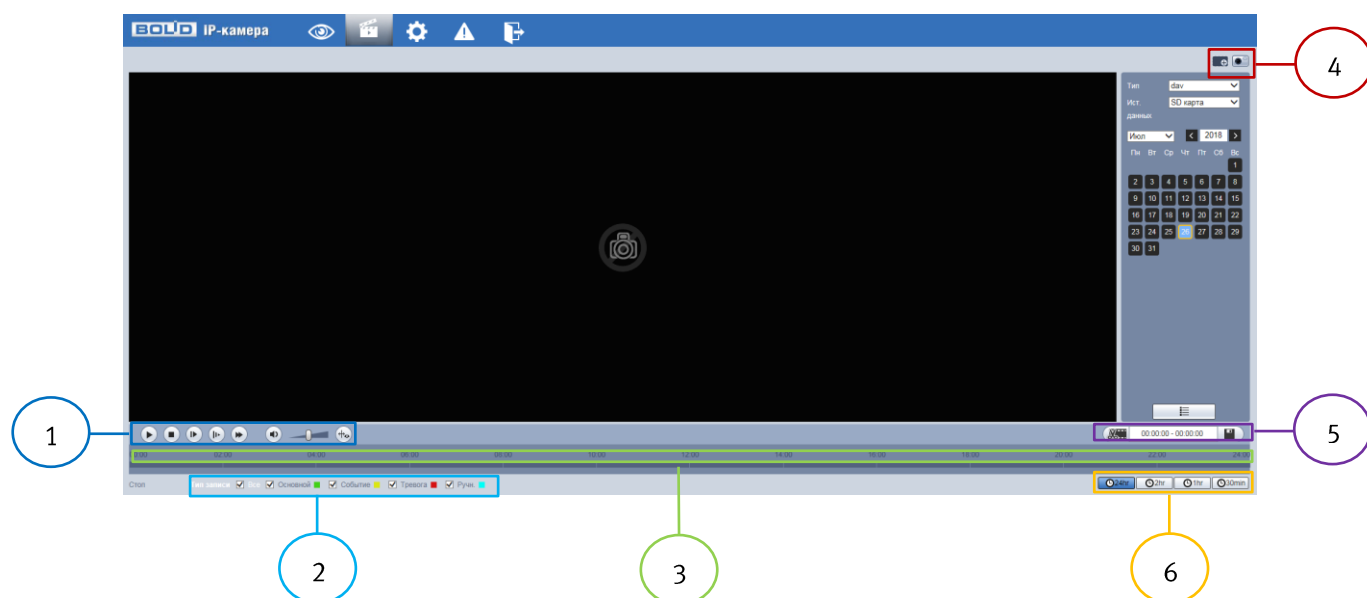 BOLID IP-камера
4
Тип dav
Ист. SD карта
данных
Июл 2018
Пн Вт Ср Чт Пт Сб Вс
1
2 3 4 5 6 7 8
9 10 11 12 13 14 15
16 17 18 19 20 21 22
23 24 25 26 27 28 29
30 31
1
00:00:00 - 00:00:00
5
0:00 02:00 04:00 06:00 08:00 10:00 12:00 14:00 16:00 18:00 20:00 22:00 24:00
Стоп Тип записи Все Основной Событие Тревога Ручн.
24hr 2hr 1hr 30min
2
3
6